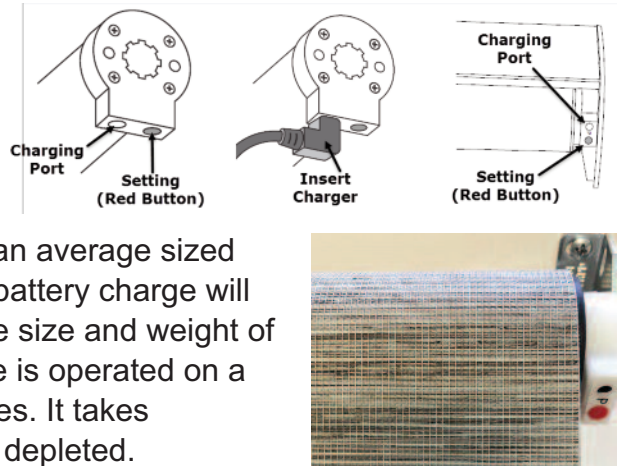 Charging
Port
Setting
(Red Button)
Insert
Charger
Charging
Port
Setting
(Red Button)
an average sized
battery charge will
e size and weight of
e is operated on a
es. It takes
depleted.
P